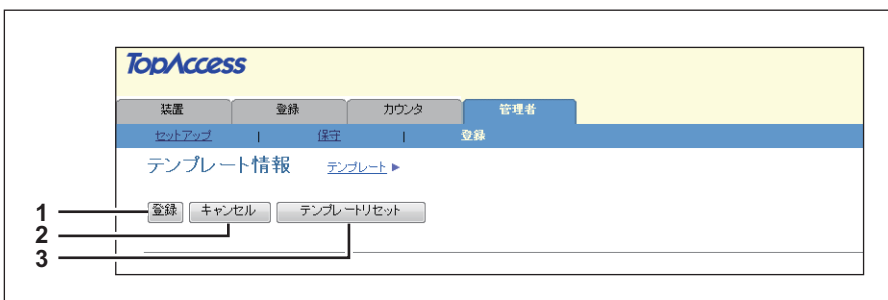 TopAccess
装置 登録 カウンタ 管理者
セットアップ | 保守 | 登録
テンプレート情報 テンプレート ▶
1 登録 キャンセル テンプレートリセット
2
3